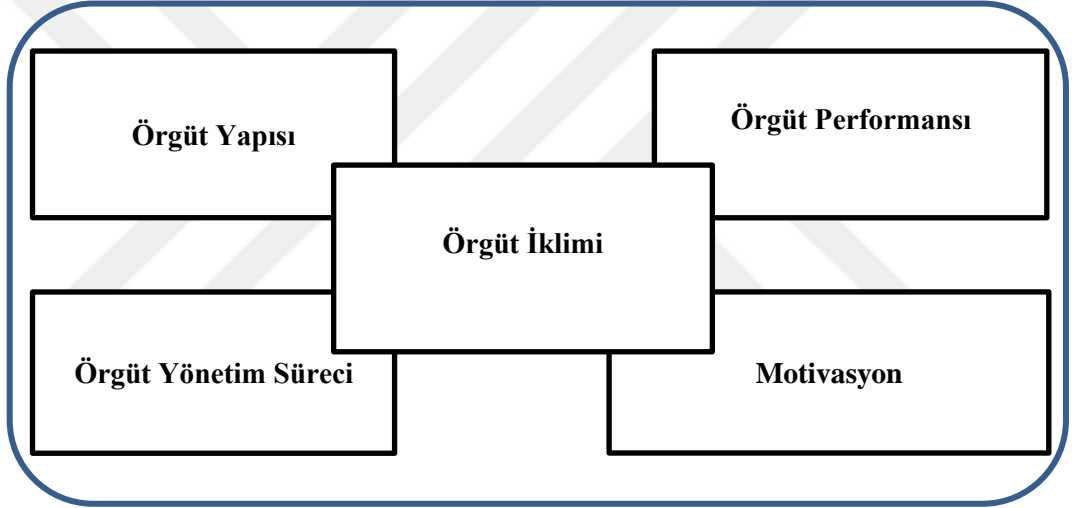 Örgüt Yapısı
Örgüt Performansı
Örgüt İklimi
Örgüt Yönetim Süreci
Motivasyon